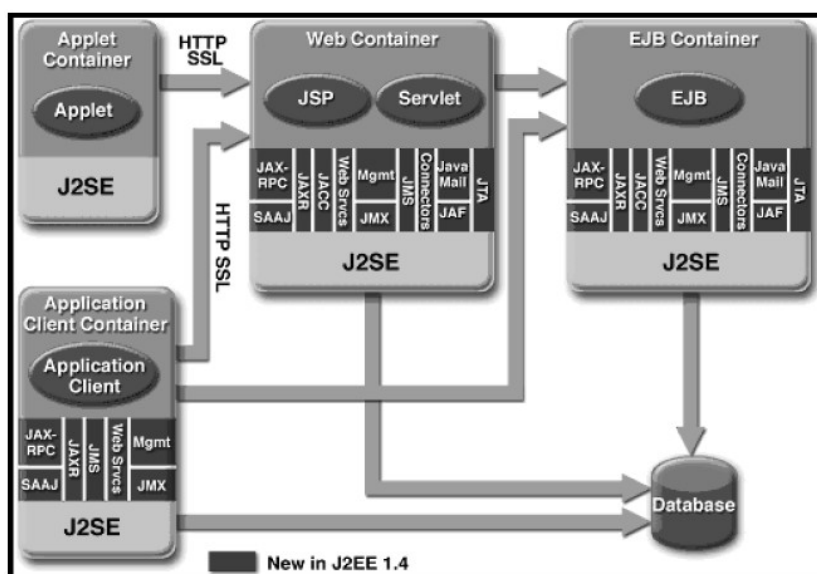 Applet
Container
Applet
J2SE
HTTP
SSL
Web Container
JSP
Servlet
JAX-
RPC
SAAJ
JAXR
JACC
Web Srvcs
Mgmt
JMX
JMS
Connectors
Java
Mail
JAF
JTA
J2SE
EJB Container
EJB
JAX-
RPC
SAAJ
JAXR
JACC
Web Srvcs
Mgmt
JMX
JMS
Connectors
Java
Mail
JAF
JTA
J2SE
HTTP SSL
Application
Client Container
Application
Client
JAX-
RPC
SAAJ
JAXR
JMS
Web Srvcs
Mgmt
JMX
J2SE
Database
New in J2EE 1.4